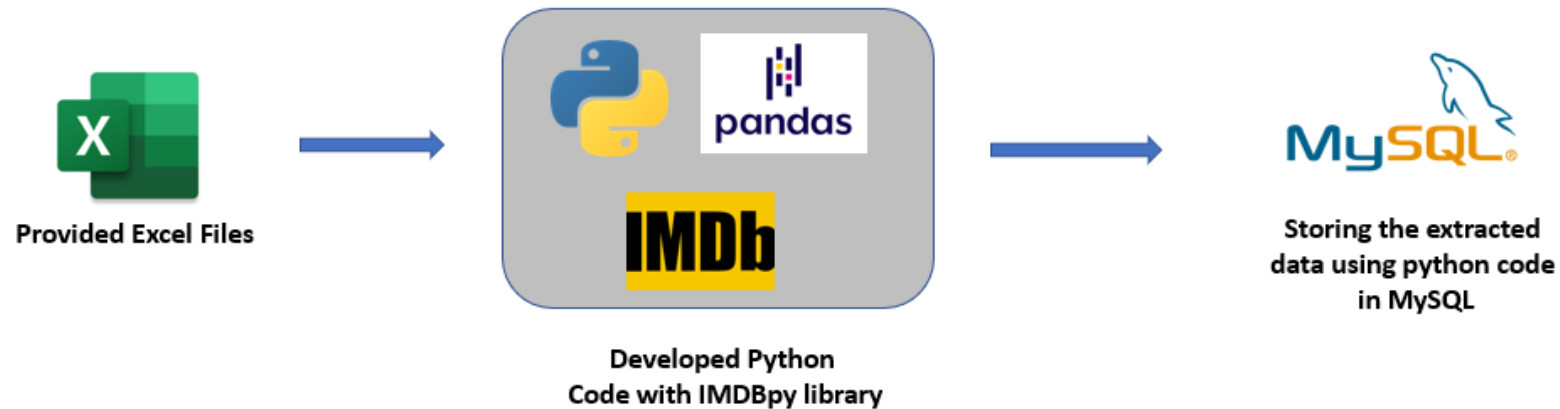 X
Provided Excel Files
pandas
IMDb
Developed Python
Code with IMDBpy library
MySQL®
Storing the extracted
data using python code
in MySQL